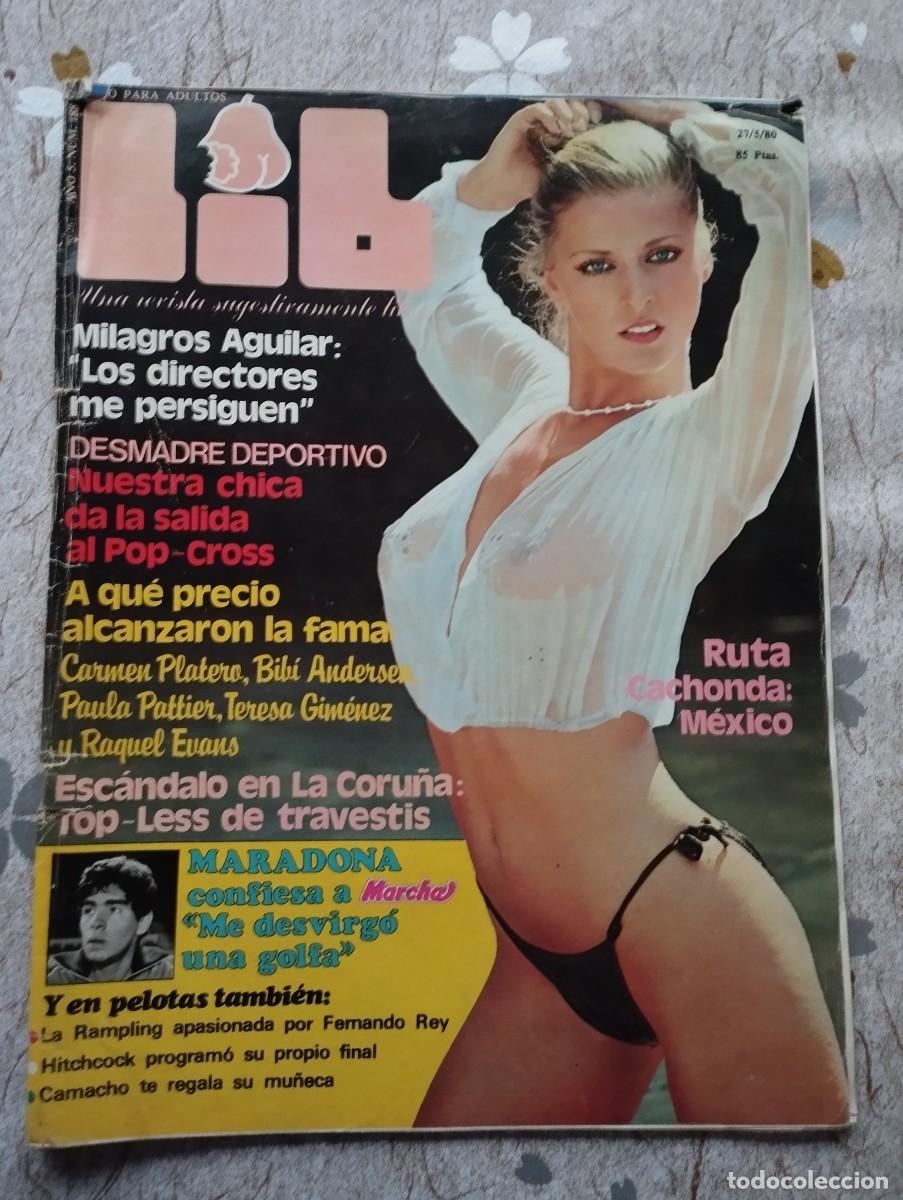 O PARA ADULTOS
AÑO 5. NUM. 188
lib
27/5/80
85 Ptas.
Una revista sugestivamente
Milagros Aguilar:
"Los directores
me persiguen"
DESMADRE DEPORTIVO
Nuestra chica
da la salida
al Pop-Cross
A qué precio
alcanzaron la fama
Carmen Platero, Bibí Andersen,
Paula Pattier, Teresa Giménez
y Raquel Evans
Ruta
Cachonda:
México
Escándalo en La Coruña:
Top-Less de travestis
MARADONA
confiesa a Marcha
«Me desvirgó
una golfa»
Y en pelotas también:
La Rampling apasionada por Fernando Rey
Hitchcock programó su propio final
Camacho te regala su muñeca
todocoleccion